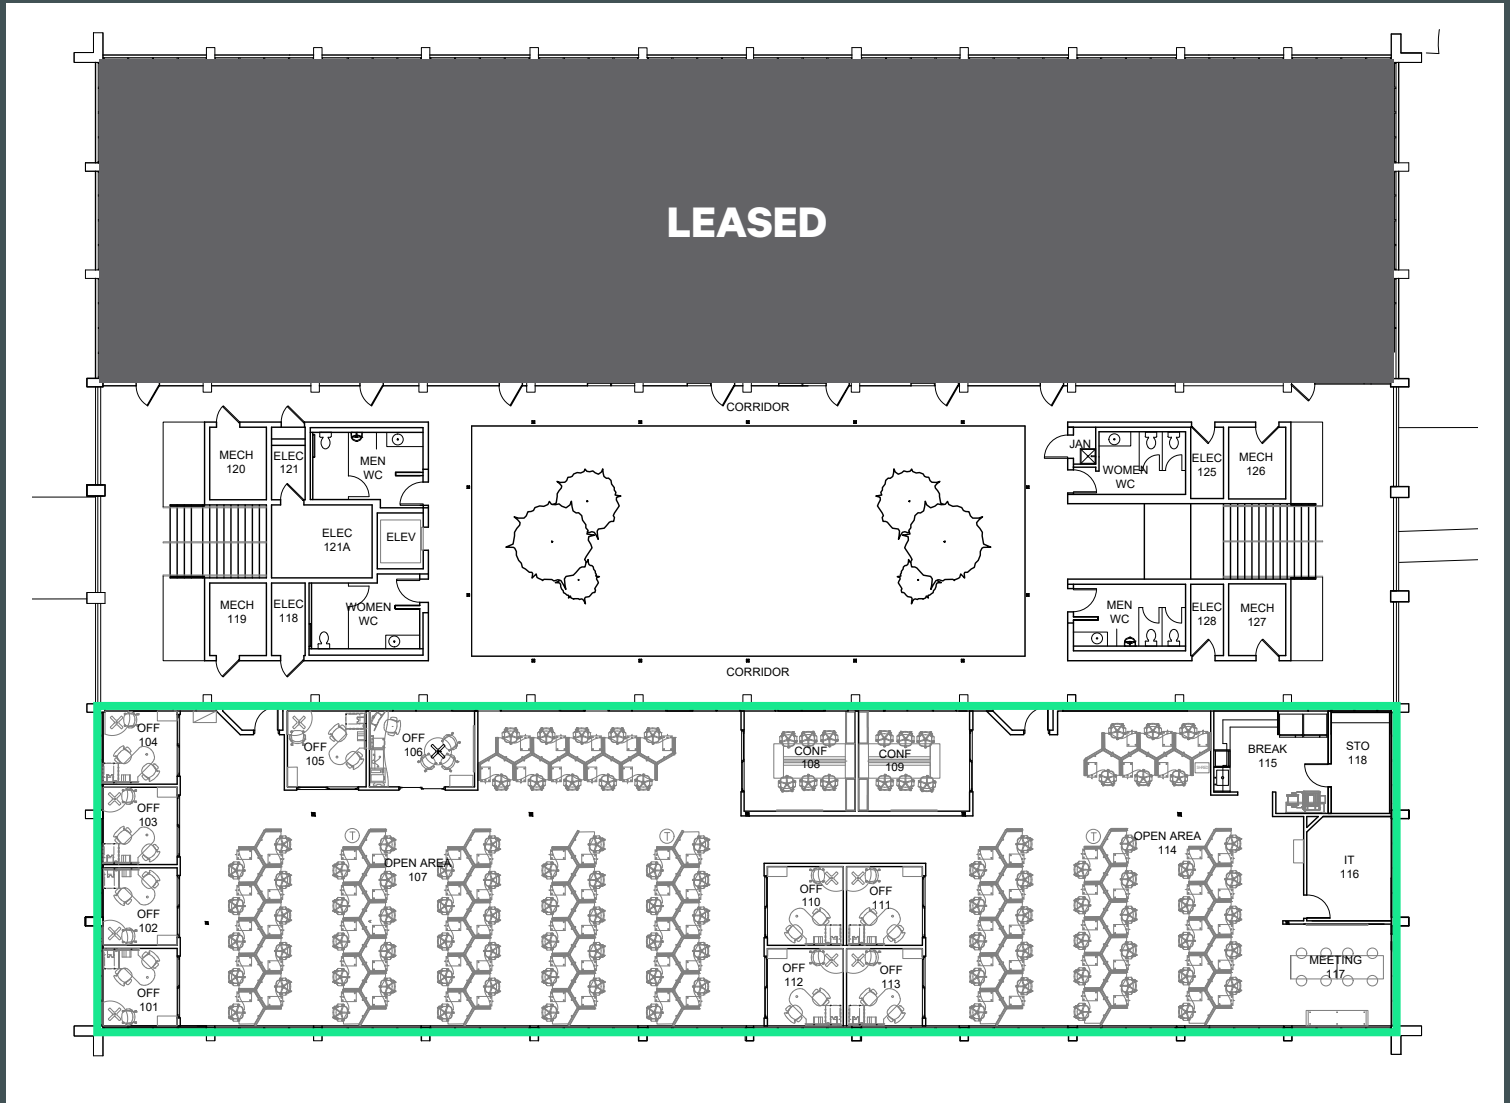 LEASED
CORRIDOR
MECH
120
ELEC
121
MEN
WC
JAN
WOMEN
WC
ELEC
125
MECH
126
ELEC
121A
ELEV
MECH
119
ELEC
118
WOMEN
WC
MEN
WC
ELEC
128
MECH
127
CORRIDOR
OFF
104
OFF
105
OFF
106
CONF
108
CONF
109
BREAK
115
STO
118
OFF
103
T
OPEN AREA
107
T
T
OPEN AREA
114
IT
116
OFF
102
OFF
110
OFF
111
OFF
101
OFF
112
OFF
113
MEETING
117